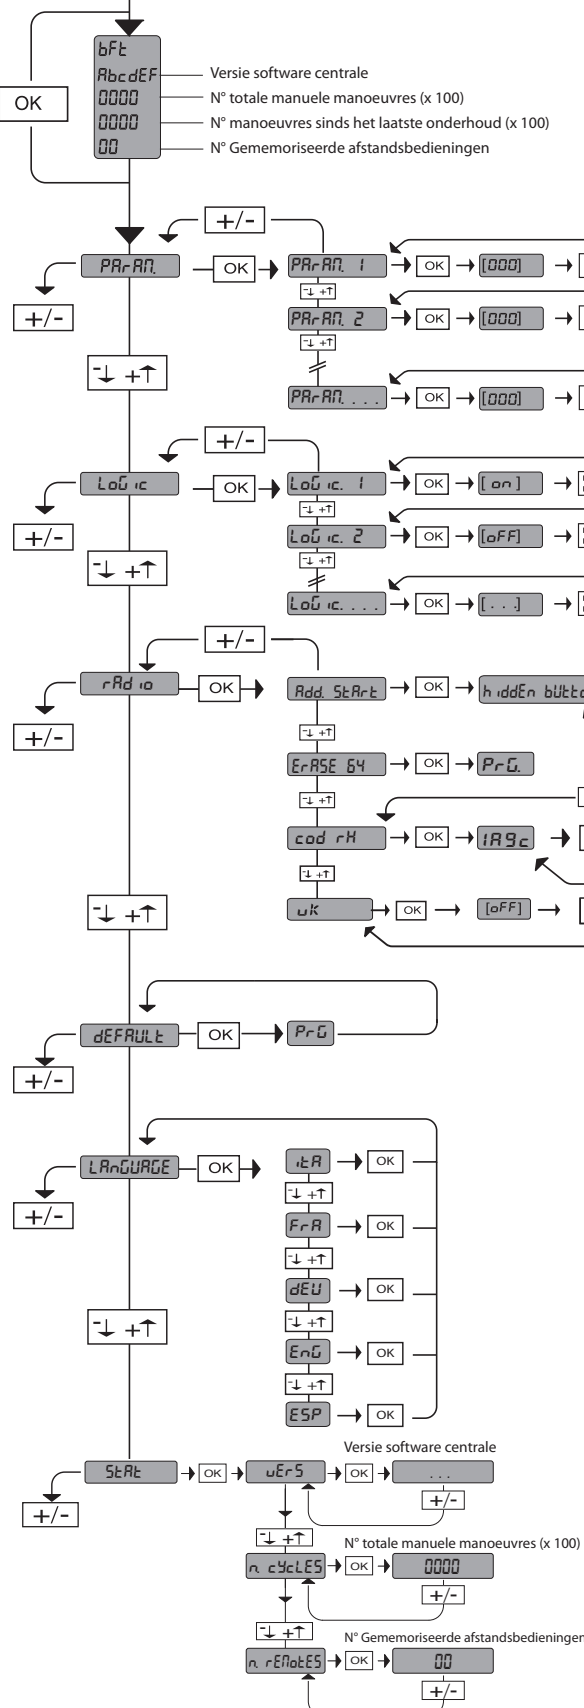 bFt
AbcdEF
Versie software centrale
OK
0000
N° totale manuele manoeuvres (x 100)
0000
N° manoeuvres sinds het laatste onderhoud (x 100)
00
N° Gememoriseerde afstandsbedieningen
+/-
PArAM.
OK
PArAM. 1
OK
[000]
+/-
-↓ +↑
PArAM. 2
OK
[000]
-↓ +↑
-↓ +↑
PArAM. . . .
OK
[000]
+/-
LoGic
OK
LoGic. 1
OK
[on]
+/-
-↓ +↑
LoGic. 2
OK
[oFF]
-↓ +↑
-↓ +↑
LoGic. . . .
OK
[. . .]
+/-
rAdio
OK
Add. StArt
OK
hiddEn
+/-
-↓ +↑
ErASE 64
OK
PrG.
-↓ +↑
cod rH
OK
1A9c
-↓ +↑
-↓ +↑
uK
OK
[oFF]
dEFAULt
OK
PrG
+/-
LAnGUAGE
OK
itA
OK
+/-
-↓ +↑
FrA
OK
-↓ +↑
dEU
OK
-↓ +↑
-↓ +↑
EnG
OK
-↓ +↑
ESP
OK
Versie software centrale
StAt
OK
vErS
OK
. . .
+/-
+/-
-↓ +↑
N° totale manuele manoeuvres (x 100)
n. cYcLES
OK
0000
+/-
-↓ +↑
N° Gememoriseerde afstandsbedieningen
n. rEMotES
OK
00
+/-